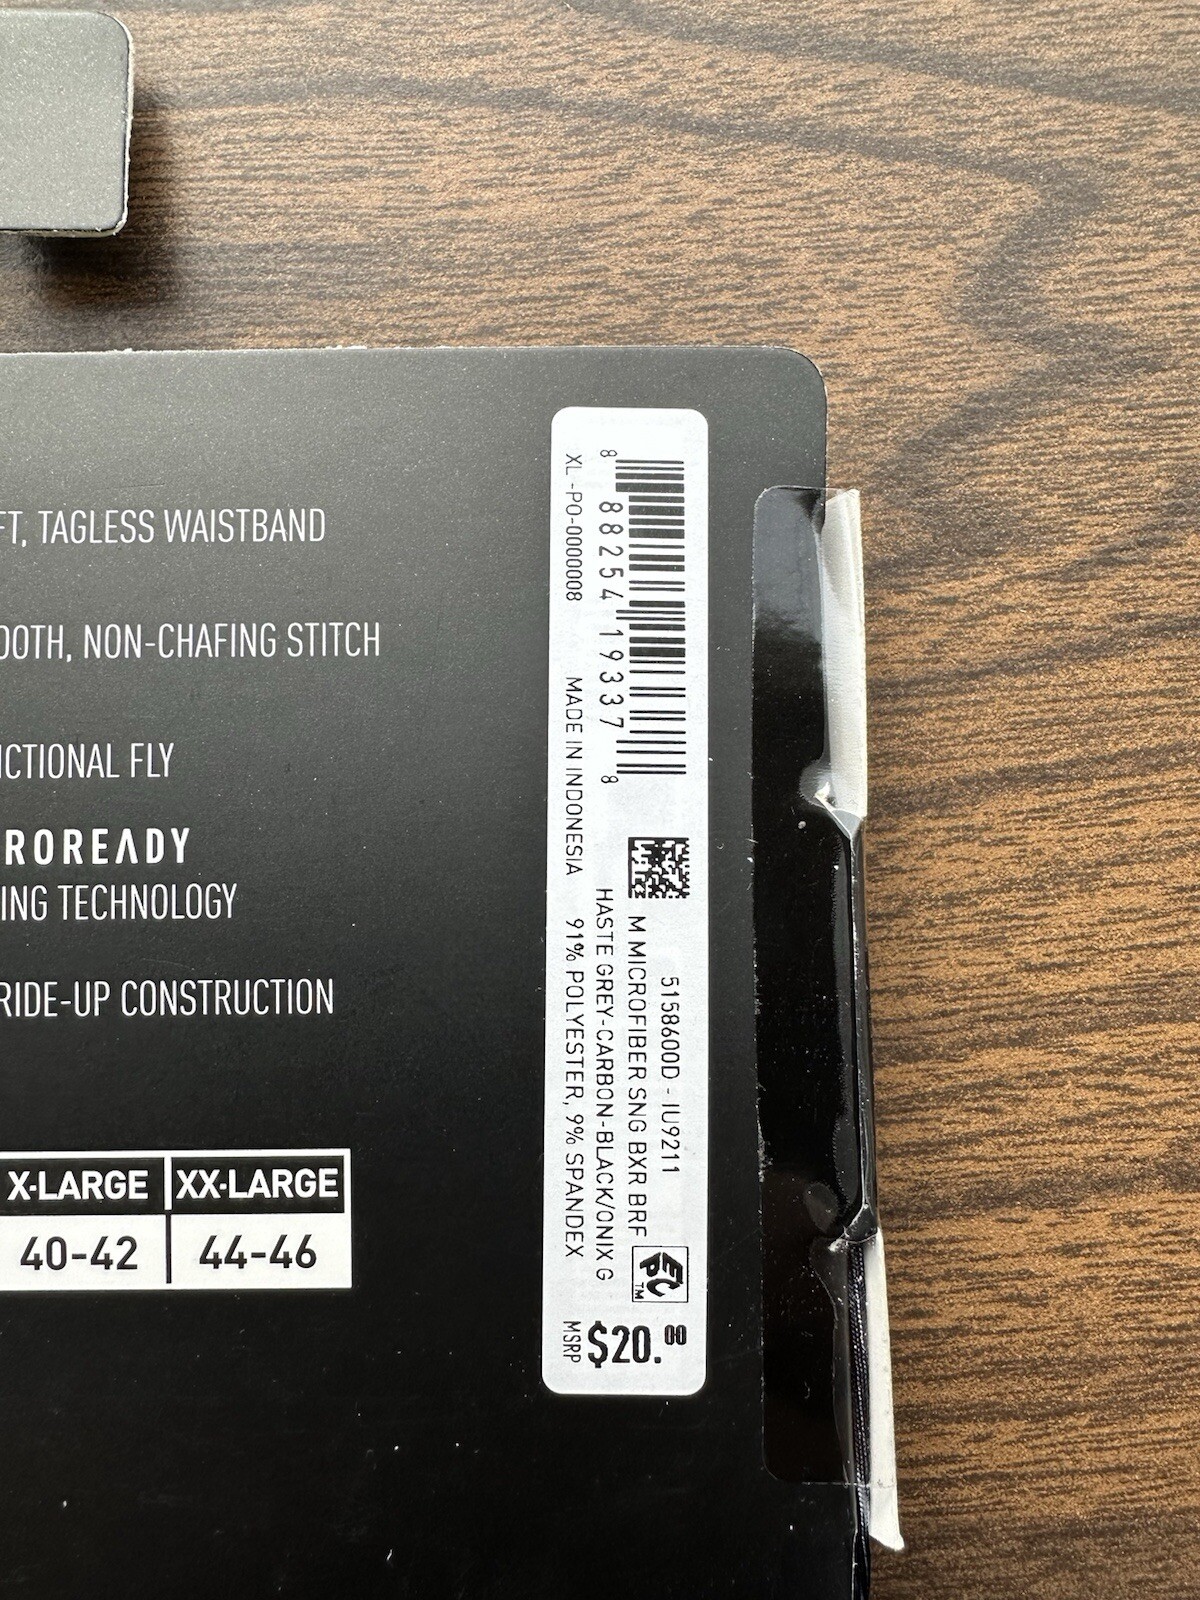 FT, TAGLESS WAISTBAND
OOTH, NON-CHAFING STITCH
NCTIONAL FLY
ROREADY
ING TECHNOLOGY
RIDE-UP CONSTRUCTION
X-LARGE XX-LARGE
40-42 44-46
8 88254 19337 8
XL -PO-0000008 MADE IN INDONESIA 91% POLYESTER, 9% SPANDEX
5158600D - IU9211
M MICROFIBER SNG BXR BRF
HASTE GREY-CARBON-BLACK/ONIX G
ECP™
MSRP $20.00